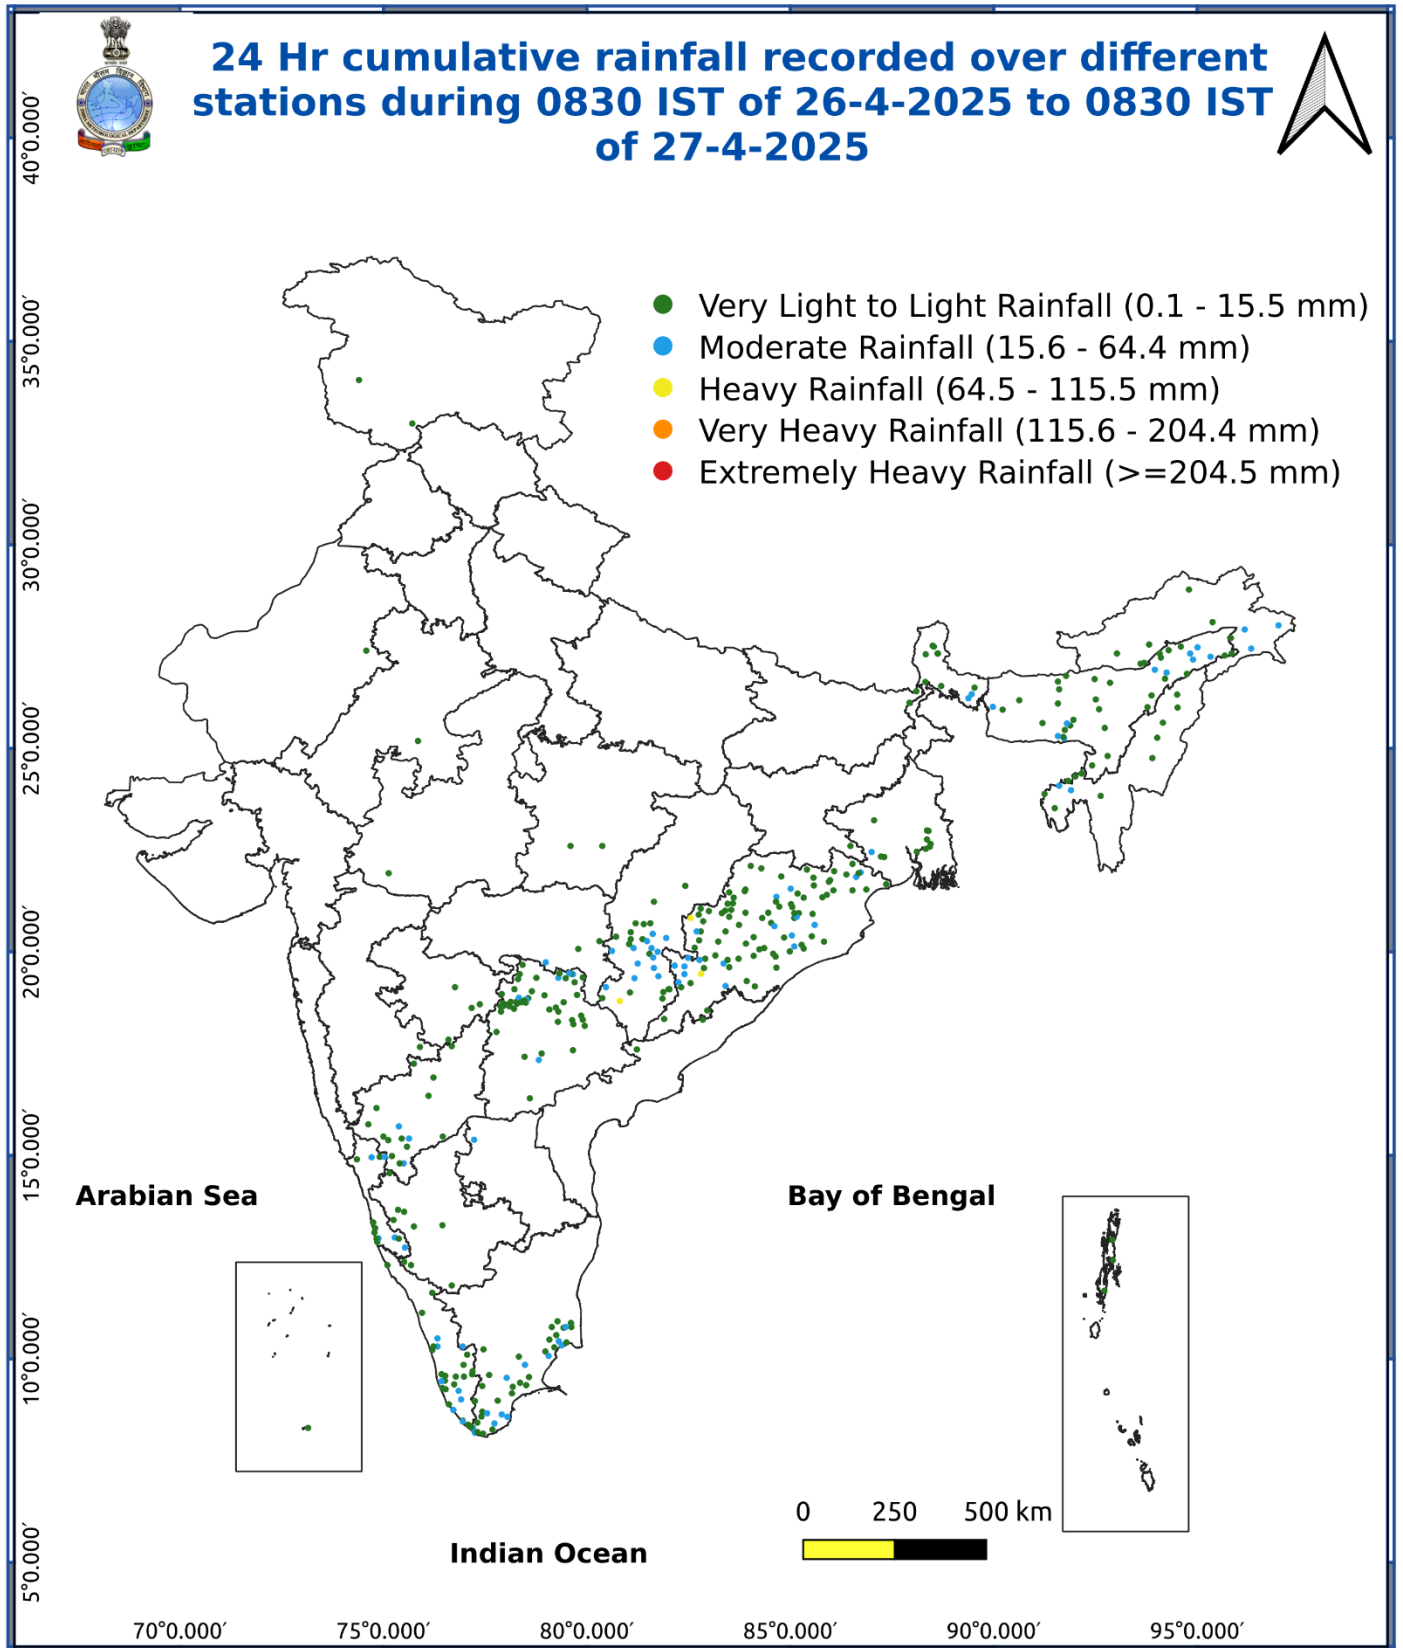 24 Hr cumulative rainfall recorded over different
stations during 0830 IST of 26-4-2025 to 0830 IST
of 27-4-2025
Very Light to Light Rainfall (0.1 - 15.5 mm)
Moderate Rainfall (15.6 - 64.4 mm)
Heavy Rainfall (64.5 - 115.5 mm)
Very Heavy Rainfall (115.6 - 204.4 mm)
Extremely Heavy Rainfall (>=204.5 mm)
40°0.000′
35°0.000′
30°0.000′
25°0.000′
20°0.000′
15°0.000′
10°0.000′
5°0.000′
Arabian Sea
Bay of Bengal
Indian Ocean
0 250 500 km
70°0.000′ 75°0.000′ 80°0.000′ 85°0.000′ 90°0.000′ 95°0.000′